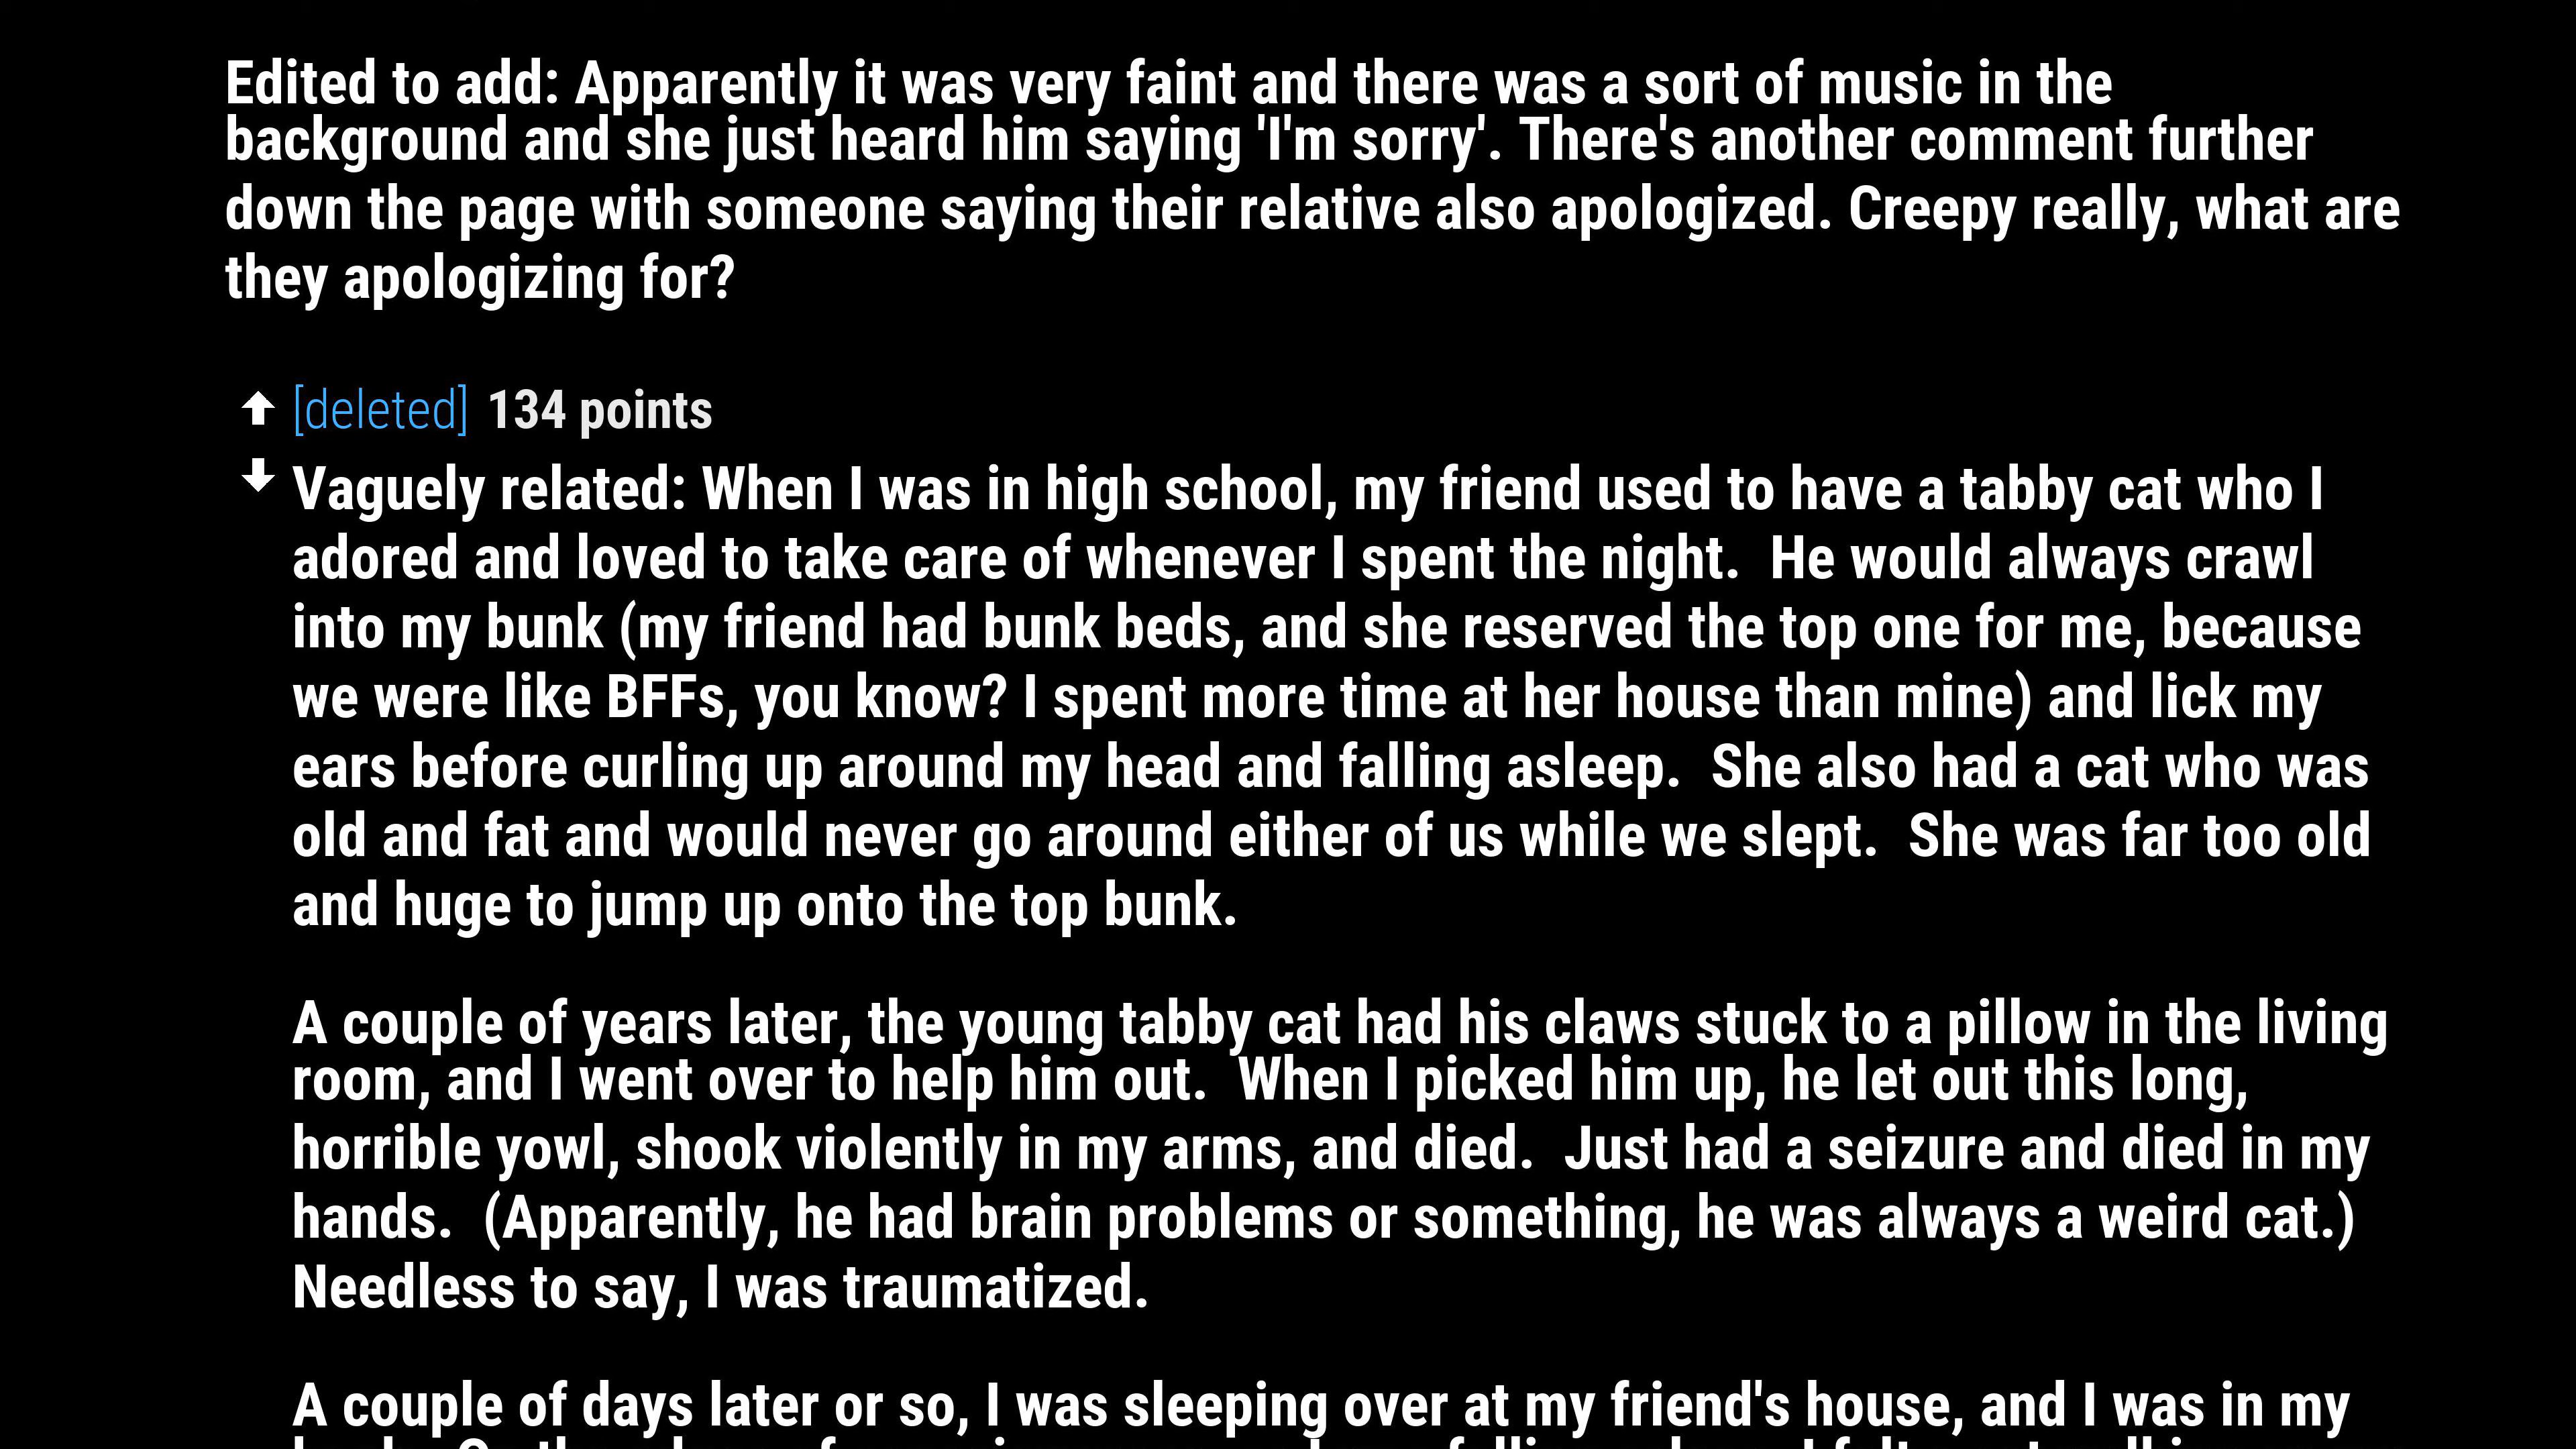 Edited to add: Apparently it was very faint and there was a sort of music in the
background and she just heard him saying 'I'm sorry'. There's another comment further
down the page with someone saying their relative also apologized. Creepy really, what are
they apologizing for?
[deleted] 134 points
Vaguely related: When I was in high school, my friend used to have a tabby cat who I
adored and loved to take care of whenever I spent the night.  He would always crawl
into my bunk (my friend had bunk beds, and she reserved the top one for me, because
we were like BFFs, you know? I spent more time at her house than mine) and lick my
ears before curling up around my head and falling asleep.  She also had a cat who was
old and fat and would never go around either of us while we slept.  She was far too old
and huge to jump up onto the top bunk.
A couple of years later, the young tabby cat had his claws stuck to a pillow in the living
room, and I went over to help him out.  When I picked him up, he let out this long,
horrible yowl, shook violently in my arms, and died.  Just had a seizure and died in my
hands.  (Apparently, he had brain problems or something, he was always a weird cat.)
Needless to say, I was traumatized.
A couple of days later or so, I was sleeping over at my friend's house, and I was in my